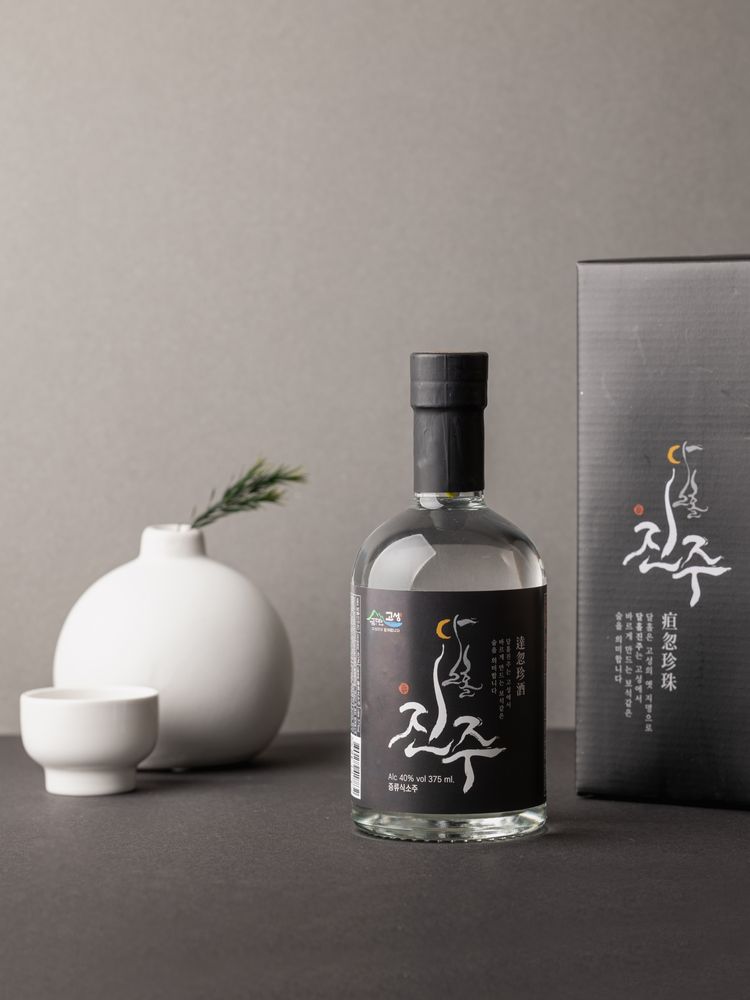 고성
달홀
진주
達忽珍酒
달홀진주는 고성에서
바르게 만드는 보석같은
술을 의미합니다.
Alc 40% vol 375 ml.
증류식소주
달홀
진주
疸忽珍珠
달홀은 고성의 옛 지명으로
달홀진주는 고성에서
바르게 만드는 보석같은
술을 의미합니다.